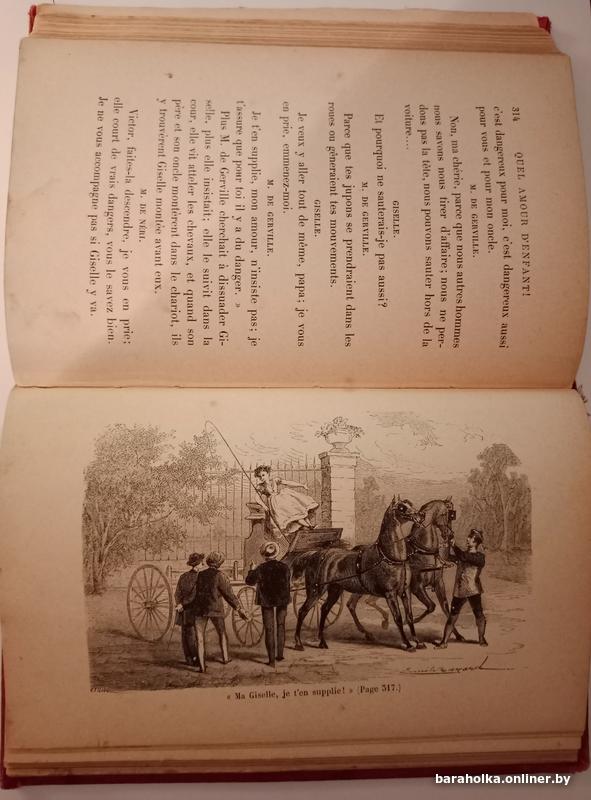 314 QUEL AMOUR D'ENFANT!
c'est dangereux pour moi, c'est dangereux aussi
pour vous et pour mon oncle.
M. DE GERVILLE.
Non, ma chérie, parce que nous autres hommes
nous savons nous tirer d'affaire; nous ne per-
dons pas la tête, nous pouvons sauter hors de la
voiture....
GISELLE.
Et pourquoi ne sauterais-je pas aussi?
M. DE GERVILLE.
Parce que tes jupons se prendraient dans les
roues ou gêneraient tes mouvements.
GISELLE.
Je veux y aller tout de même, papa; je vous
en prie, emmenez-moi.
M. DE GERVILLE.
Je t'en supplie, mon amour, n'insiste pas; je
t'assure que pour toi il y a du danger. »
Plus M. de Gerville cherchait à dissuader Gi-
selle, plus elle insistait; elle le suivit dans la
cour, elle vit atteler les chevaux, et quand son
père et son oncle montèrent dans le chariot, ils
y trouvèrent Giselle montée avant eux.
M. DE NÉRI.
Victor, faites-la descendre, je vous en prie;
elle court de vrais dangers, vous le savez bien.
Je ne vous accompagne pas si Giselle y va.
« Ma Giselle, je t'en supplie! » (Page 317.)
baraholka.onliner.by